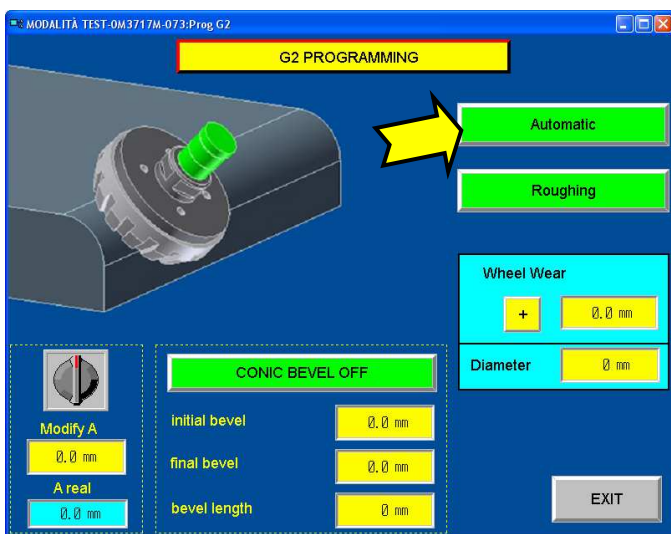 MODALITÀ TEST-0M3717M-073:Prog G2
G2 PROGRAMMING
Automatic
Roughing
Wheel Wear
+
0.0 mm
Diameter
0 mm
Modify A
0.0 mm
A real
0.0 mm
CONIC BEVEL OFF
initial bevel
0.0 mm
final bevel
0.0 mm
bevel length
0 mm
EXIT